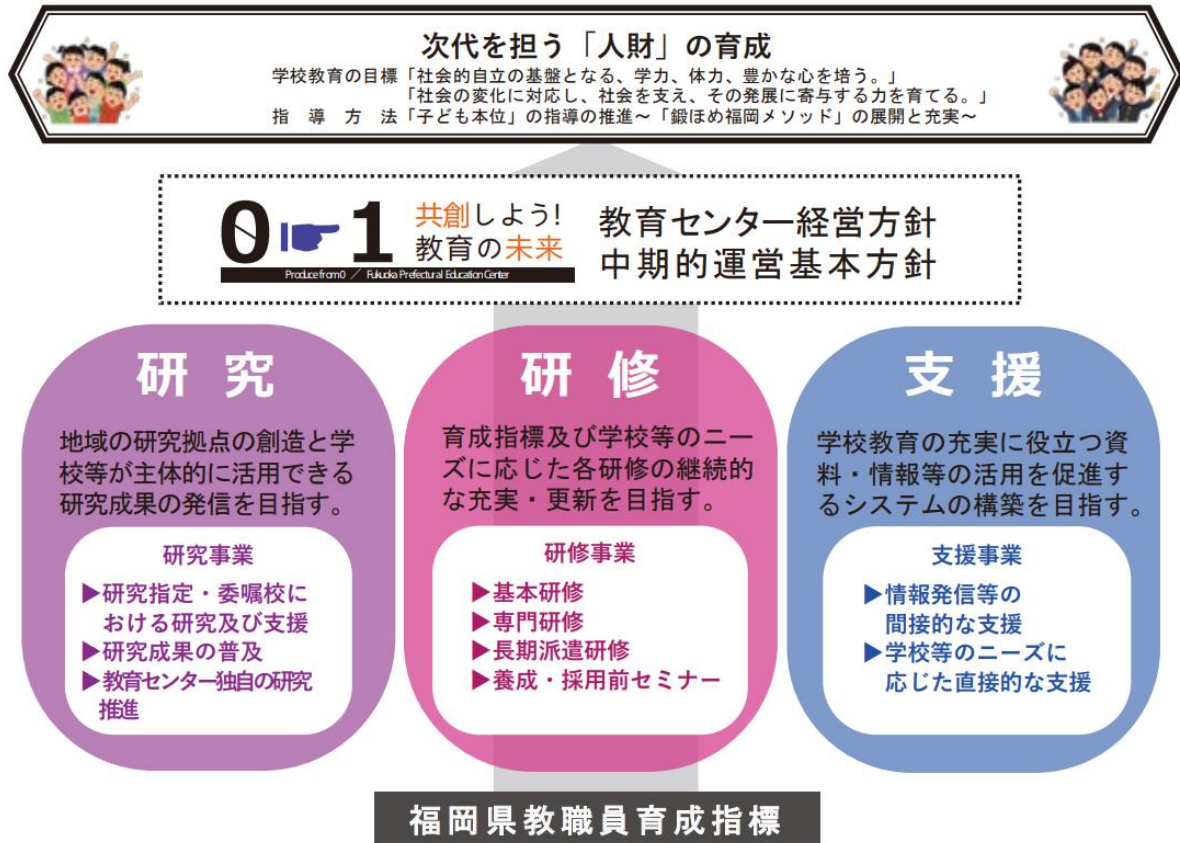 次代を担う「人財」の育成
学校教育の目標「社会的自立の基盤となる、学力、体力、豊かな心を培う。」
「社会の変化に対応し、社会を支え、その発展に寄与する力を育てる。」
指導方法「子ども本位」の指導の推進～「鍛ほめ福岡メソッド」の展開と充実～
0 1
共創しよう!
教育の未来
Produce from 0 ／ Fukuoka Prefectural Education Center
教育センター経営方針
中期的運営基本方針
研究
地域の研究拠点の創造と学
校等が主体的に活用できる
研究成果の発信を目指す。
研究事業
▶研究指定・委嘱校に
おける研究及び支援
▶研究成果の普及
▶教育センター独自の研究
推進
研修
育成指標及び学校等のニー
ズに応じた各研修の継続的
な充実・更新を目指す。
研修事業
▶基本研修
▶専門研修
▶長期派遣研修
▶養成・採用前セミナー
支援
学校教育の充実に役立つ資
料・情報等の活用を促進す
るシステムの構築を目指す。
支援事業
▶情報発信等の
間接的な支援
▶学校等のニーズに
応じた直接的な支援
福岡県教職員育成指標